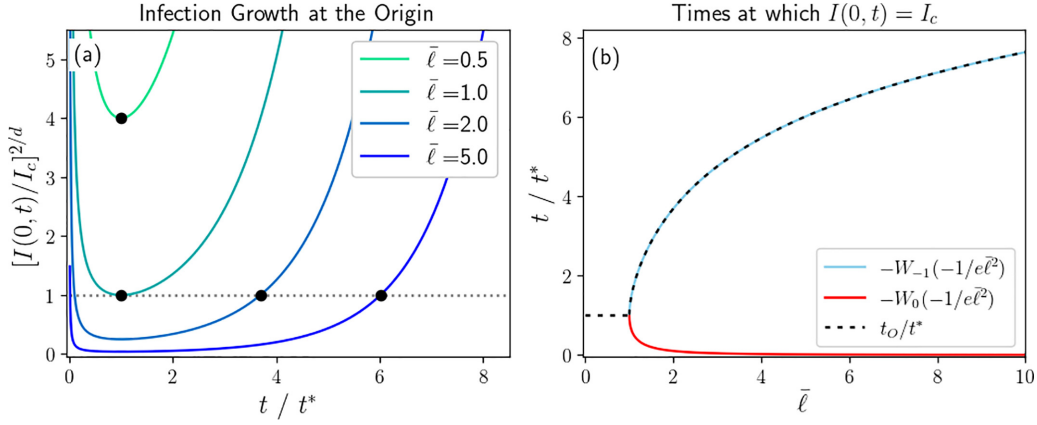 Infection Growth at the Origin
(a)
[I(0, t)/I_c]^{2/d}
5
4
3
2
1
0
0 2 4 6 8
t / t*
ℓ̄ =0.5
ℓ̄ =1.0
ℓ̄ =2.0
ℓ̄ =5.0
Times at which I(0, t) = I_c
(b)
t / t*
8
6
4
2
0
0 2 4 6 8 10
ℓ̄
−W₋₁(−1/eℓ̄²)
−W₀(−1/eℓ̄²)
t_O/t*